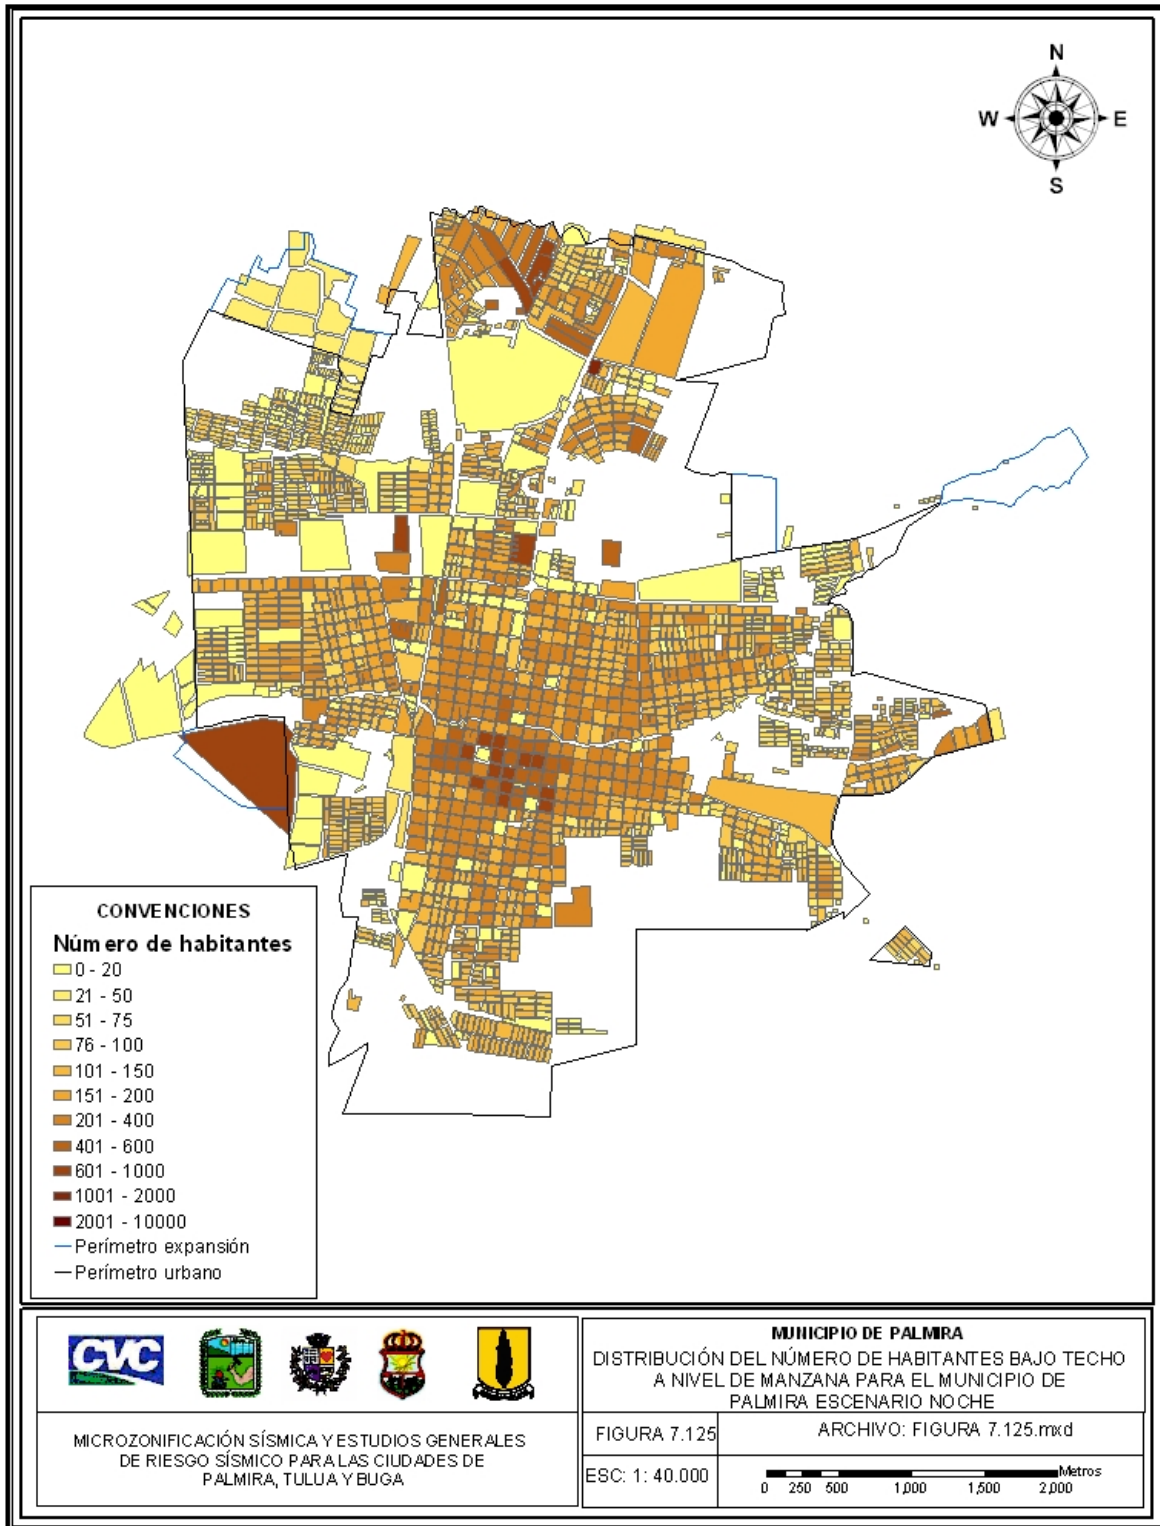 N
W E
S
CONVENCIONES
Número de habitantes
0 - 20
21 - 50
51 - 75
76 - 100
101 - 150
151 - 200
201 - 400
401 - 600
601 - 1000
1001 - 2000
2001 - 10000
Perímetro expansión
Perímetro urbano
CVC
MICROZONIFICACIÓN SÍSMICA Y ESTUDIOS GENERALES
DE RIESGO SÍSMICO PARA LAS CIUDADES DE
PALMIRA, TULUA Y BUGA
MUNICIPIO DE PALMIRA
DISTRIBUCIÓN DEL NÚMERO DE HABITANTES BAJO TECHO
A NIVEL DE MANZANA PARA EL MUNICIPIO DE
PALMIRA ESCENARIO NOCHE
FIGURA 7.125
ARCHIVO: FIGURA 7.125.mxd
ESC: 1: 40.000
Metros
0 250 500 1,000 1,500 2,000